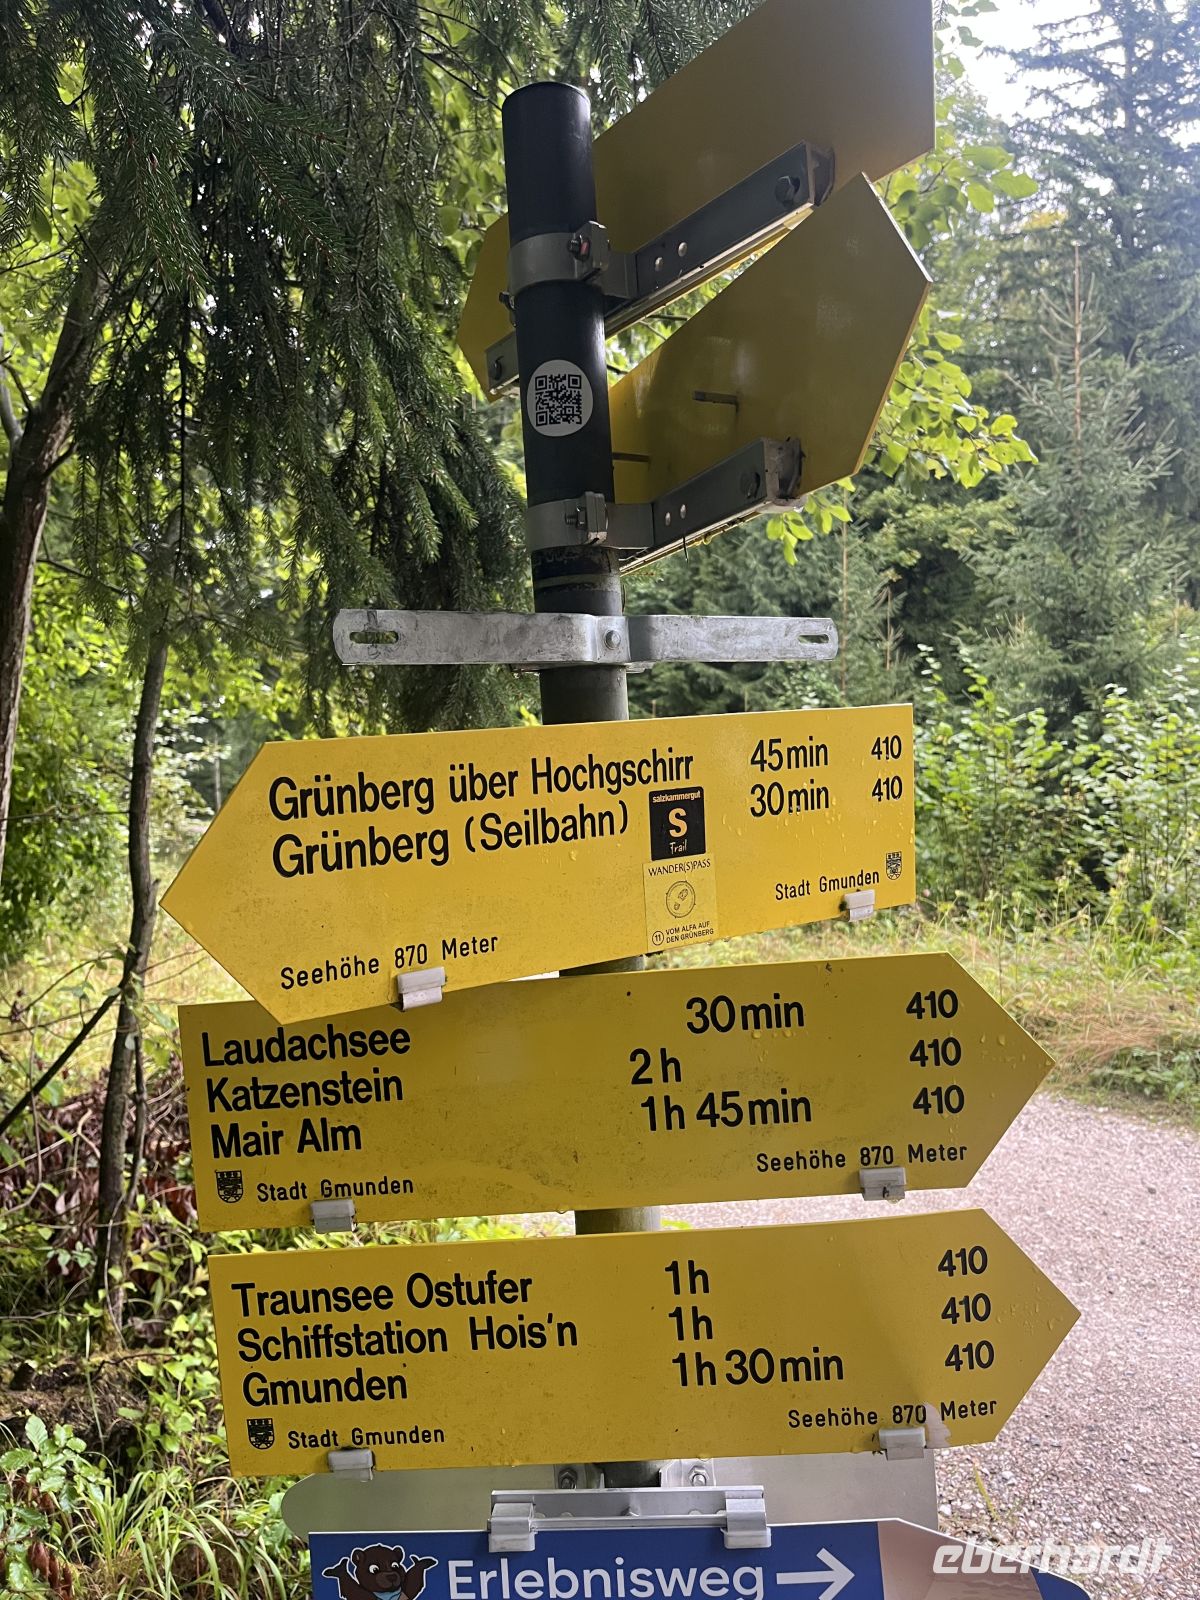 Grünberg über Hochgschirr 45min 410
Grünberg (Seilbahn) 30min 410
salzkammergut
S
Trail
WANDER(S)PASS
11 VOM ALFA AUF
DEN GRÜNBERG
Stadt Gmunden
Seehöhe 870 Meter
Laudachsee 30min 410
Katzenstein 2h 410
Mair Alm 1h 45min 410
Stadt Gmunden Seehöhe 870 Meter
Traunsee Ostufer 1h 410
Schiffstation Hois'n 1h 410
Gmunden 1h 30min 410
Stadt Gmunden Seehöhe 870 Meter
Erlebnisweg →
eberhardt